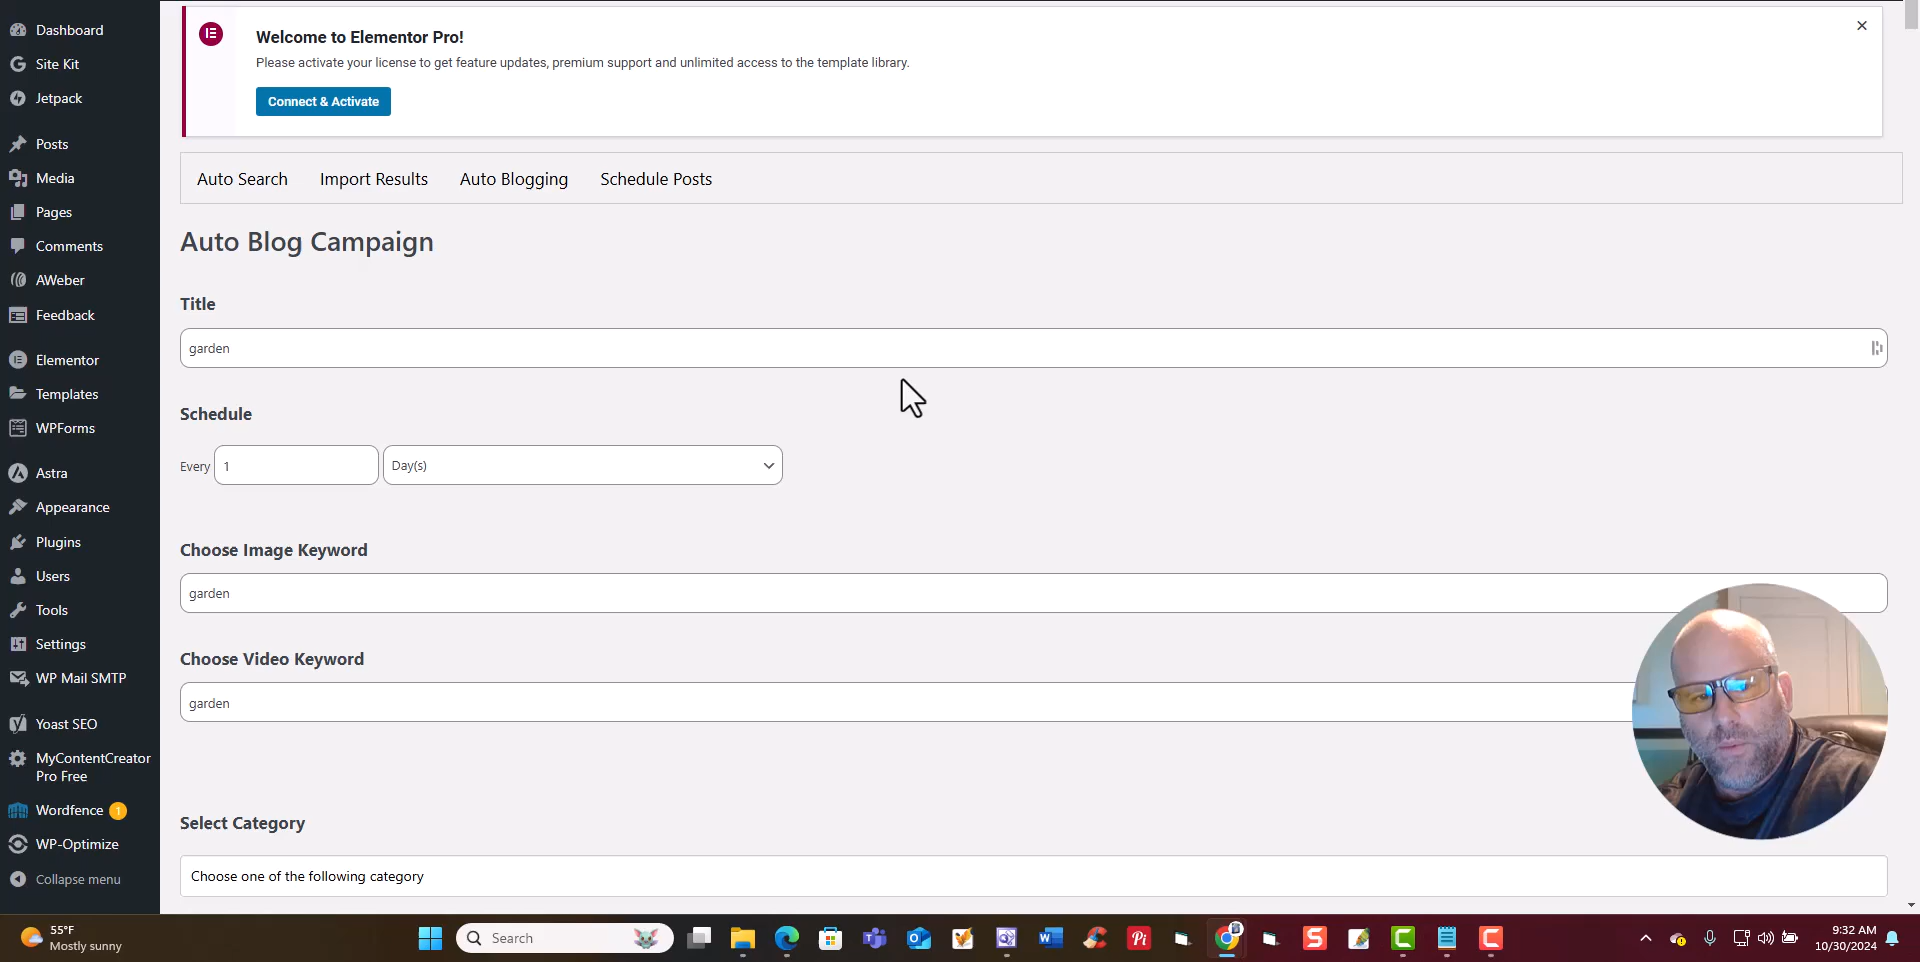 Dashboard
Site Kit
Jetpack
Posts
Media
Pages
Comments
AWeber
Feedback
Elementor
Templates
WPForms
Astra
Appearance
Plugins
Users
Tools
Settings
WP Mail SMTP
Yoast SEO
MyContentCreator
Pro Free
Wordfence 1
WP-Optimize
Collapse menu
Welcome to Elementor Pro!
Please activate your license to get feature updates, premium support and unlimited access to the template library.
Connect & Activate
Auto Search Import Results Auto Blogging Schedule Posts
Auto Blog Campaign
Title
garden
Schedule
Every 1 Day(s)
Choose Image Keyword
garden
Choose Video Keyword
garden
Select Category
Choose one of the following category
55°F
Mostly sunny
Search
9:32 AM
10/30/2024